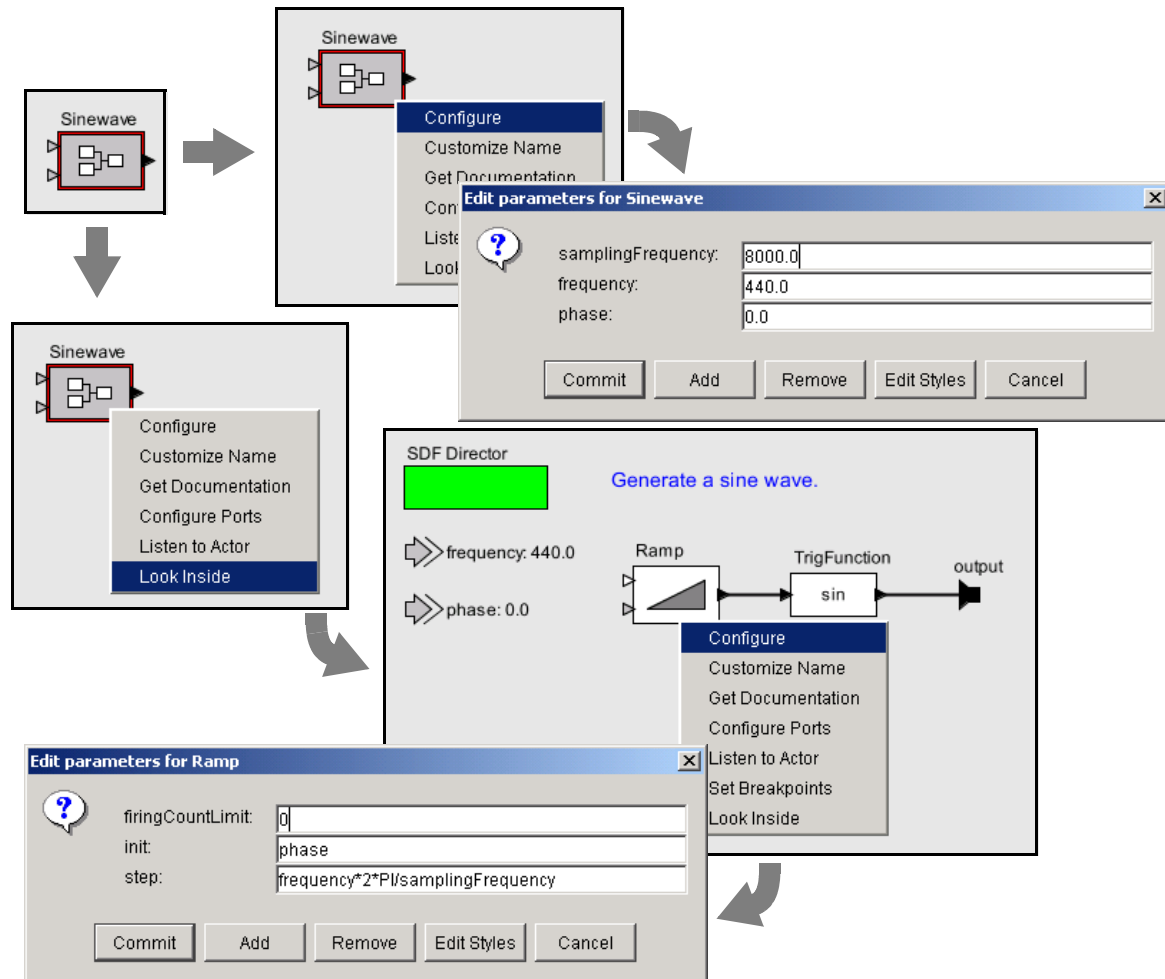 Sinewave
Sinewave
Configure
Customize Name
Get Documentation
Edit parameters for Sinewave
samplingFrequency: 8000.0
frequency: 440.0
phase: 0.0
Commit Add Remove Edit Styles Cancel
Sinewave
Configure
Customize Name
Get Documentation
Configure Ports
Listen to Actor
Look Inside
SDF Director
Generate a sine wave.
frequency: 440.0
phase: 0.0
Ramp
TrigFunction
sin
output
Configure
Customize Name
Get Documentation
Configure Ports
Listen to Actor
Set Breakpoints
Look Inside
Edit parameters for Ramp
firingCountLimit: 0
init: phase
step: frequency*2*PI/samplingFrequency
Commit Add Remove Edit Styles Cancel